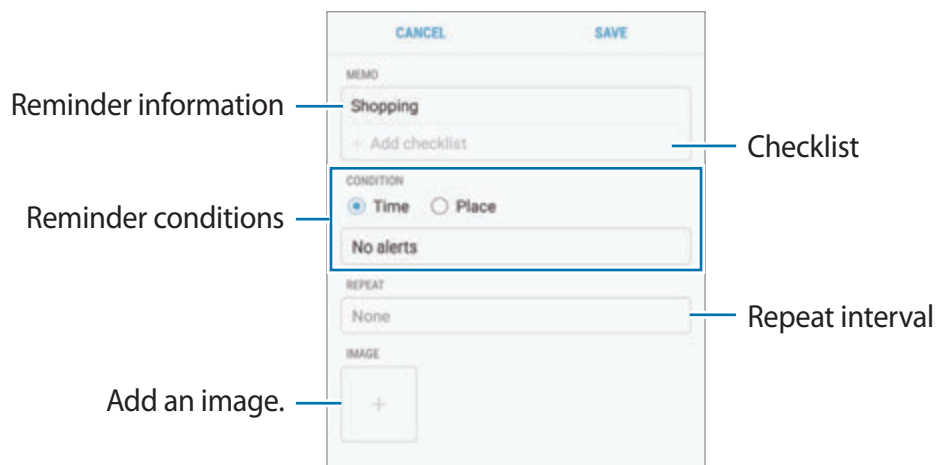 CANCEL SAVE
MEMO
Reminder information
Shopping
+ Add checklist
Checklist
CONDITION
Reminder conditions
Time Place
No alerts
REPEAT
None
Repeat interval
IMAGE
Add an image.
+